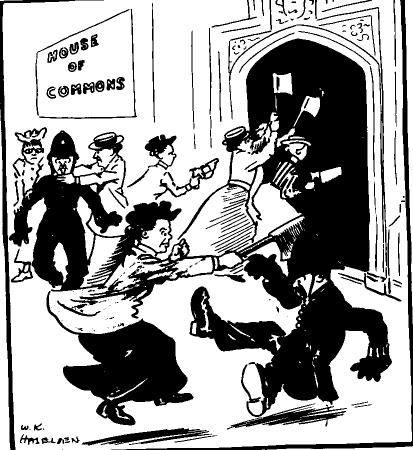 HOUSE
OF
COMMONS
W.K.
HASELDEN